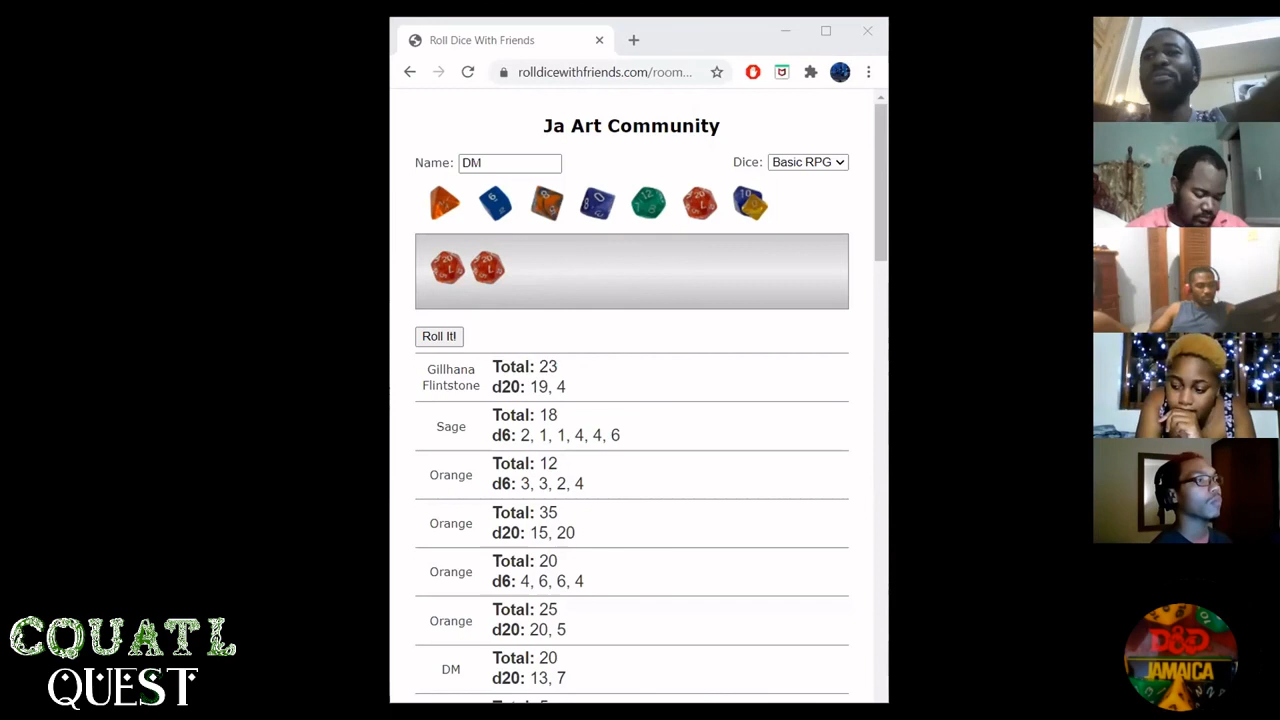 Roll Dice With Friends
rolldicewithfriends.com/room...
Ja Art Community
Name: DM
Dice: Basic RPG
Roll It!
Gillhana Flintstone
Total: 23
d20: 19, 4
Sage
Total: 18
d6: 2, 1, 1, 4, 4, 6
Orange
Total: 12
d6: 3, 3, 2, 4
Orange
Total: 35
d20: 15, 20
Orange
Total: 20
d6: 4, 6, 6, 4
Orange
Total: 25
d20: 20, 5
DM
Total: 20
d20: 13, 7
COUATL
QUEST
D&D
JAMAICA